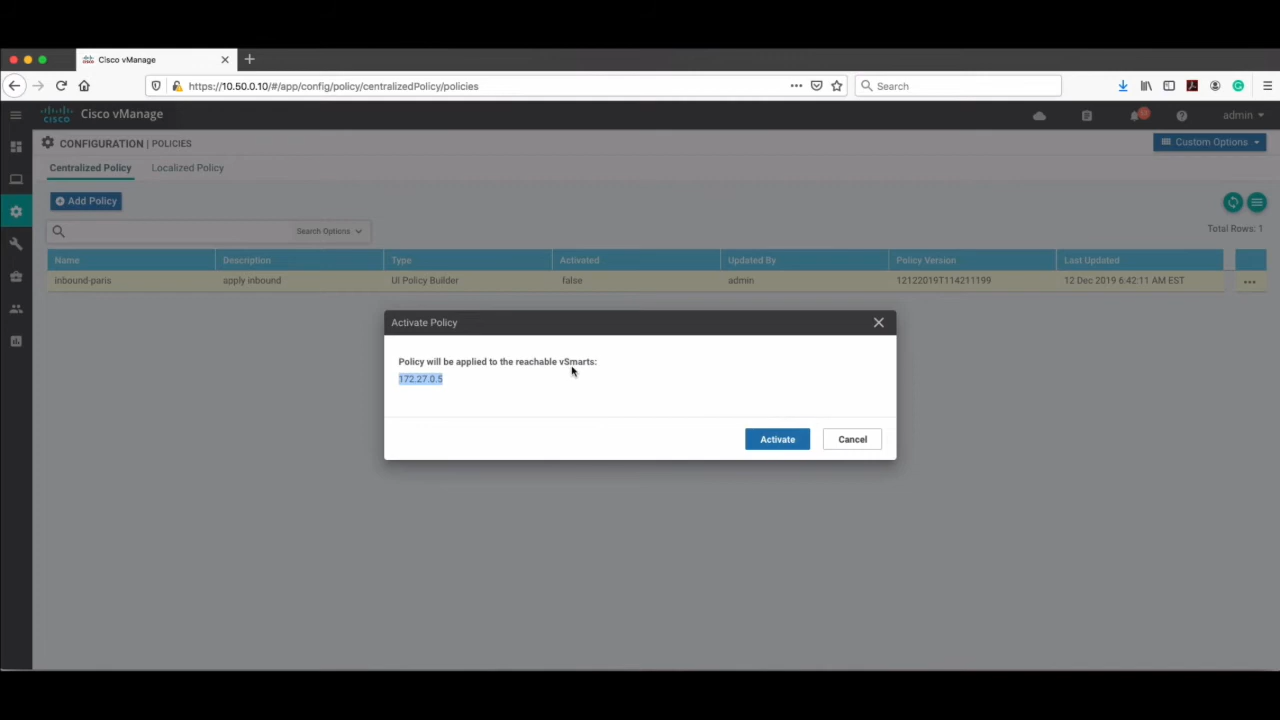 Cisco vManage
https://10.50.0.10/#/app/config/policy/centralizedPolicy/policies
Search
cisco
Cisco vManage
admin
CONFIGURATION | POLICIES
Custom Options
Centralized Policy
Localized Policy
Add Policy
Search Options
Total Rows: 1
Name Description Type Activated Updated By Policy Version Last Updated
inbound-paris apply inbound UI Policy Builder false admin 12122019T114211199 12 Dec 2019 6:42:11 AM EST
Activate Policy
Policy will be applied to the reachable vSmarts:
172.27.0.5
Activate
Cancel